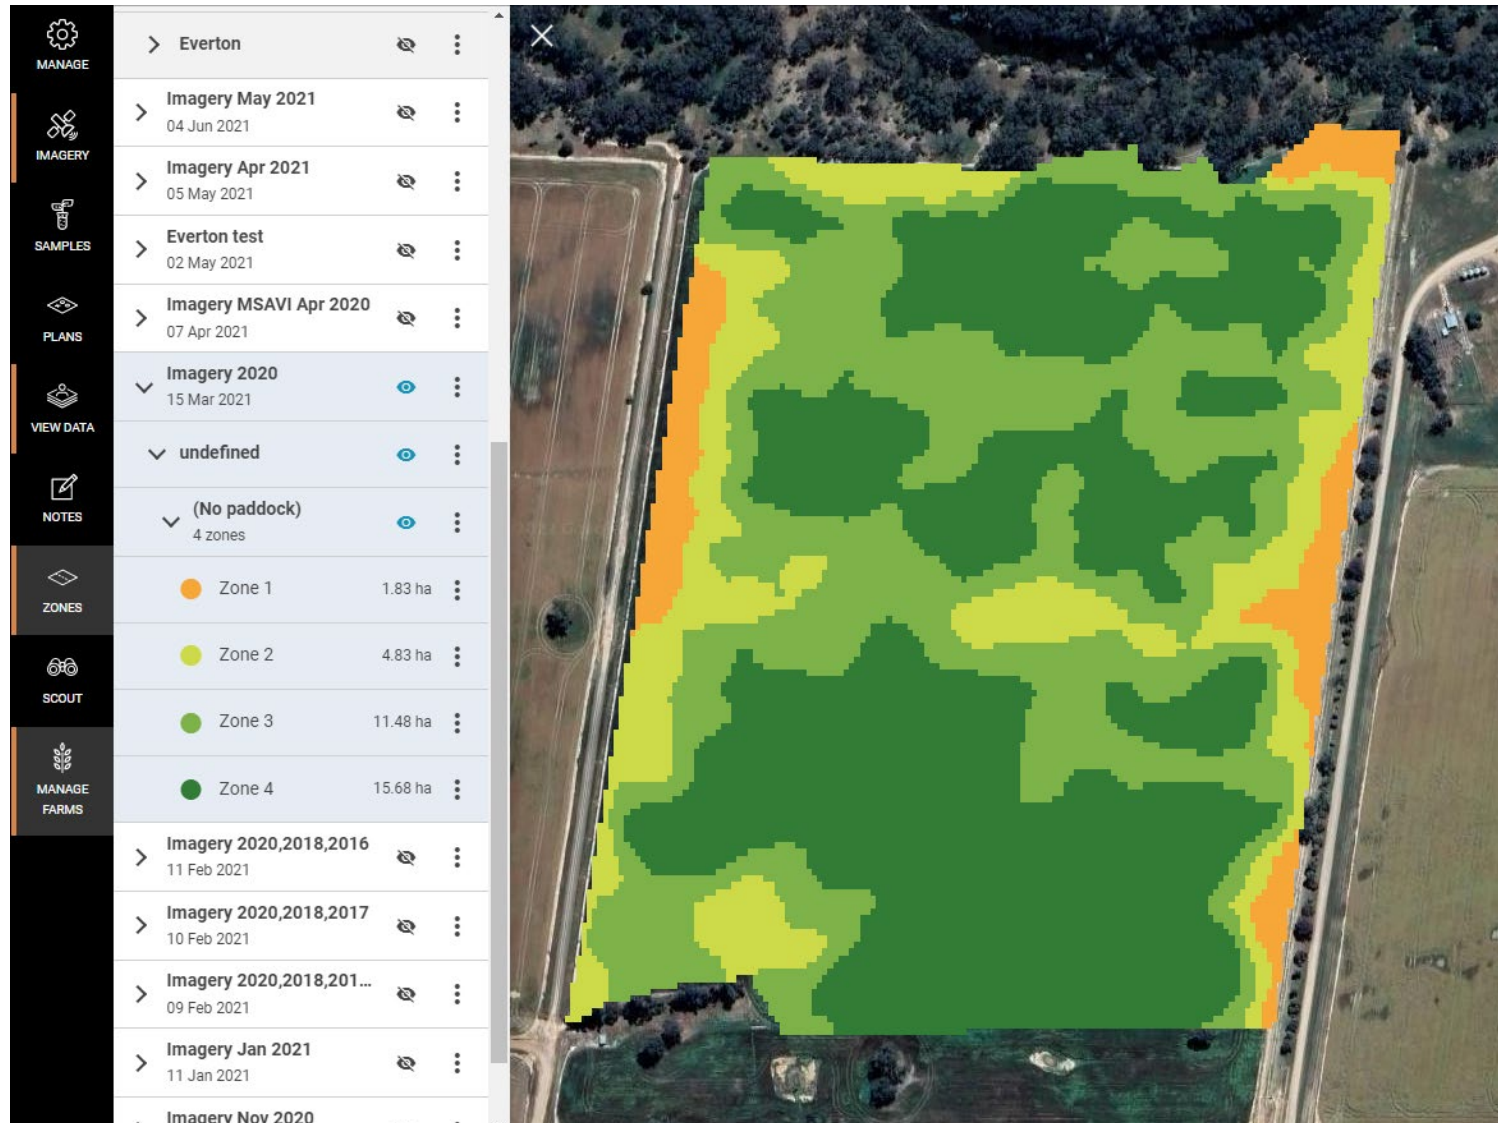 MANAGE
IMAGERY
SAMPLES
PLANS
VIEW DATA
NOTES
ZONES
SCOUT
MANAGE
FARMS
Everton
Imagery May 2021
04 Jun 2021
Imagery Apr 2021
05 May 2021
Everton test
02 May 2021
Imagery MSAVI Apr 2020
07 Apr 2021
Imagery 2020
15 Mar 2021
undefined
(No paddock)
4 zones
Zone 1 1.83 ha
Zone 2 4.83 ha
Zone 3 11.48 ha
Zone 4 15.68 ha
Imagery 2020,2018,2016
11 Feb 2021
Imagery 2020,2018,2017
10 Feb 2021
Imagery 2020,2018,201...
09 Feb 2021
Imagery Jan 2021
11 Jan 2021
Imagery Nov 2020